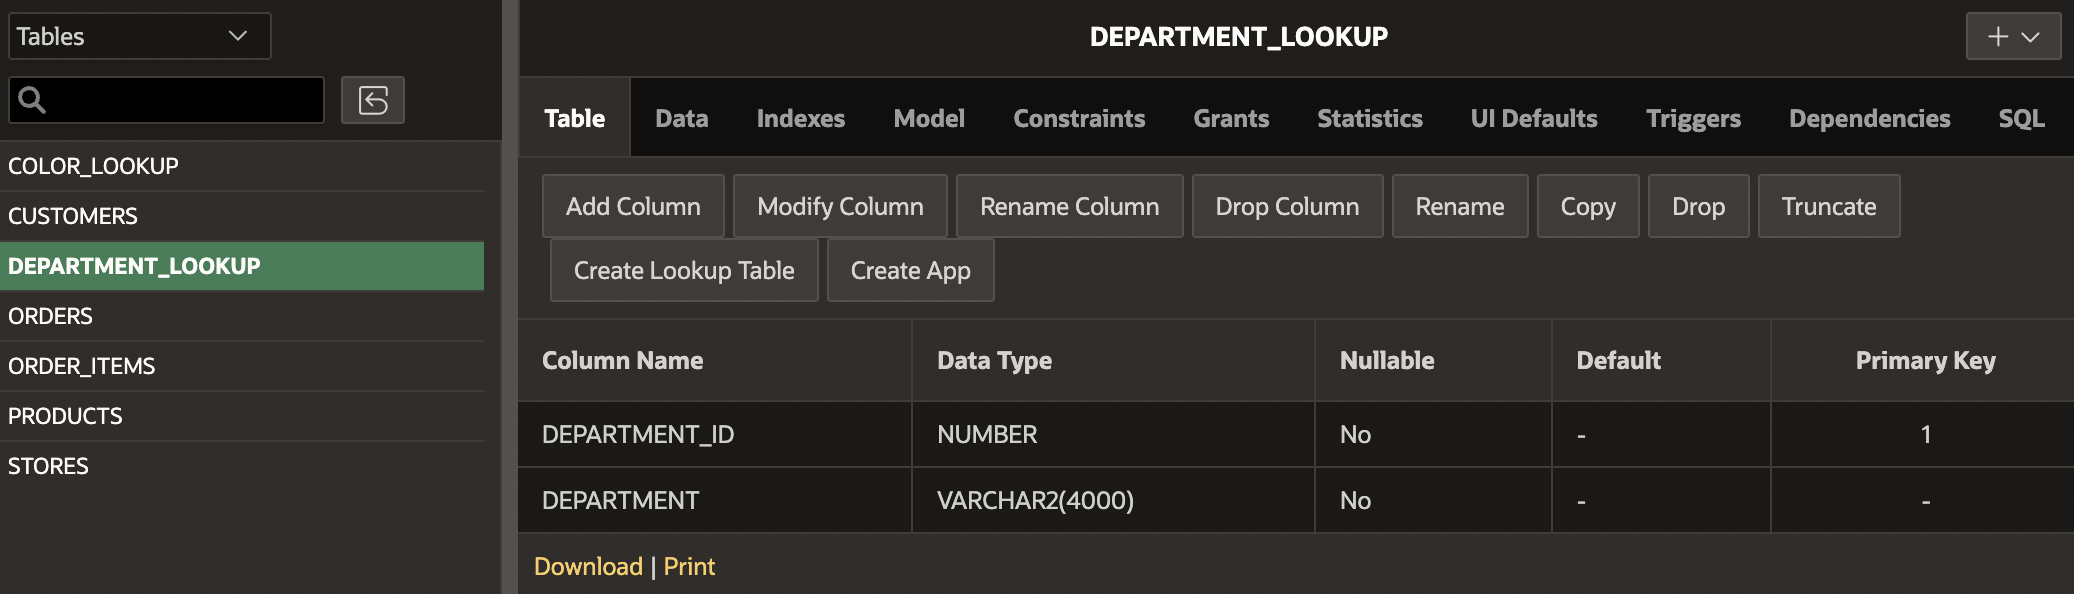 Tables
COLOR_LOOKUP
CUSTOMERS
DEPARTMENT_LOOKUP
ORDERS
ORDER_ITEMS
PRODUCTS
STORES
DEPARTMENT_LOOKUP
Table Data Indexes Model Constraints Grants Statistics UI Defaults Triggers Dependencies SQL
Add Column Modify Column Rename Column Drop Column Rename Copy Drop Truncate
Create Lookup Table Create App
Column Name Data Type Nullable Default Primary Key
DEPARTMENT_ID NUMBER No - 1
DEPARTMENT VARCHAR2(4000) No - -
Download | Print